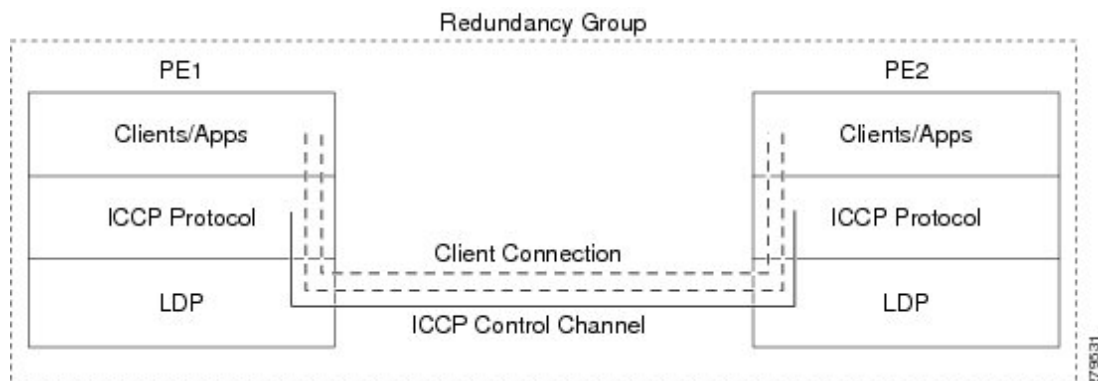 Redundancy Group
PE1
PE2
Clients/Apps
Clients/Apps
ICCP Protocol
ICCP Protocol
Client Connection
LDP
LDP
ICCP Control Channel